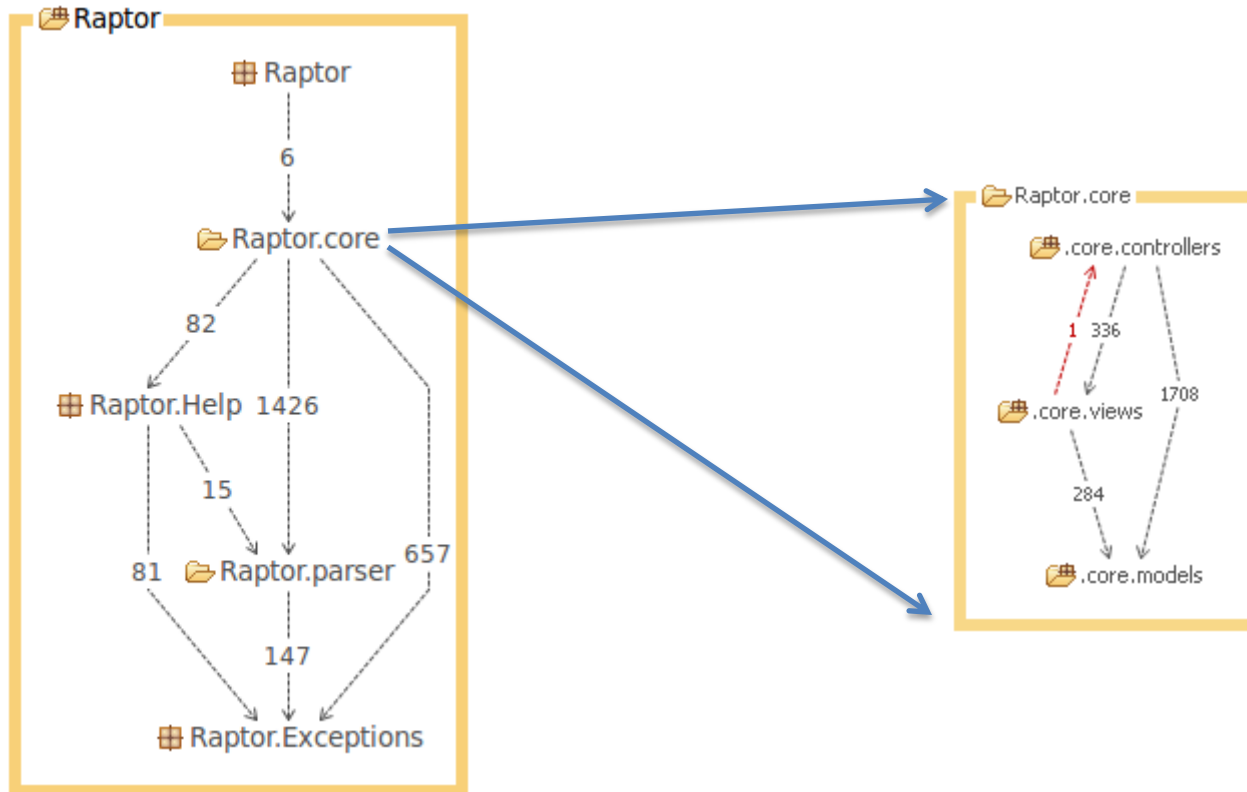 Raptor
Raptor
6
Raptor.core
82
Raptor.Help
1426
15
81
Raptor.parser
657
147
Raptor.Exceptions
Raptor.core
.core.controllers
1
336
1708
.core.views
284
.core.models